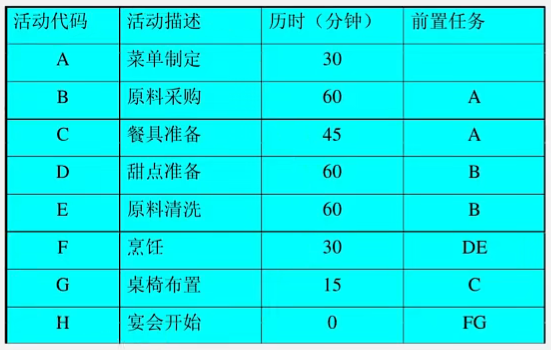 活动代码 活动描述 历时（分钟） 前置任务
A 菜单制定 30
B 原料采购 60 A
C 餐具准备 45 A
D 甜点准备 60 B
E 原料清洗 60 B
F 烹饪 30 DE
G 桌椅布置 15 C
H 宴会开始 0 FG